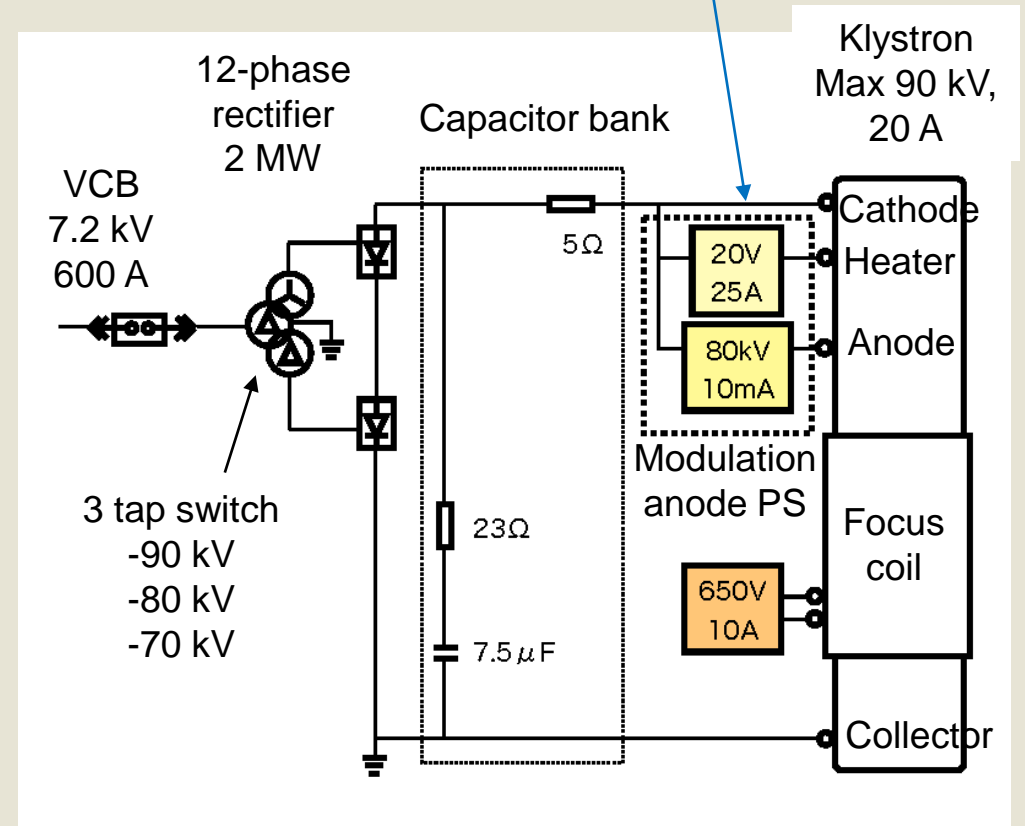 12-phase
rectifier
2 MW
Capacitor bank
Klystron
Max 90 kV,
20 A
VCB
7.2 kV
600 A
5Ω
20V
25A
80kV
10mA
Cathode
Heater
Anode
Modulation
anode PS
3 tap switch
-90 kV
-80 kV
-70 kV
23Ω
7.5μF
650V
10A
Focus
coil
Collector